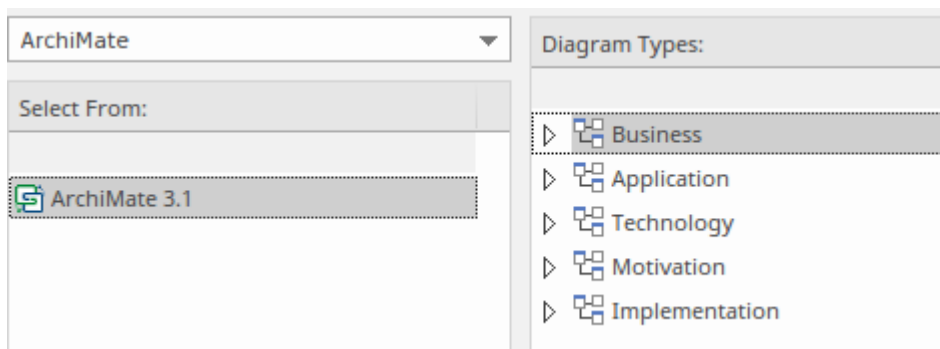 ArchiMate
Select From:
ArchiMate 3.1
Diagram Types:
Business
Application
Technology
Motivation
Implementation